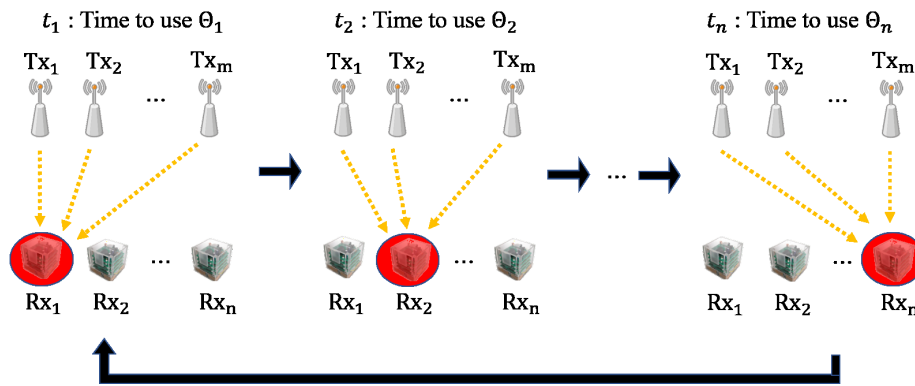 t₁ : Time to use Θ₁
t₂ : Time to use Θ₂
tₙ : Time to use Θₙ
Tx₁ Tx₂ ... Txₘ
Tx₁ Tx₂ ... Txₘ
Tx₁ Tx₂ ... Txₘ
...
... ... ...
Rx₁ Rx₂ Rxₙ
Rx₁ Rx₂ Rxₙ
Rx₁ Rx₂ Rxₙ